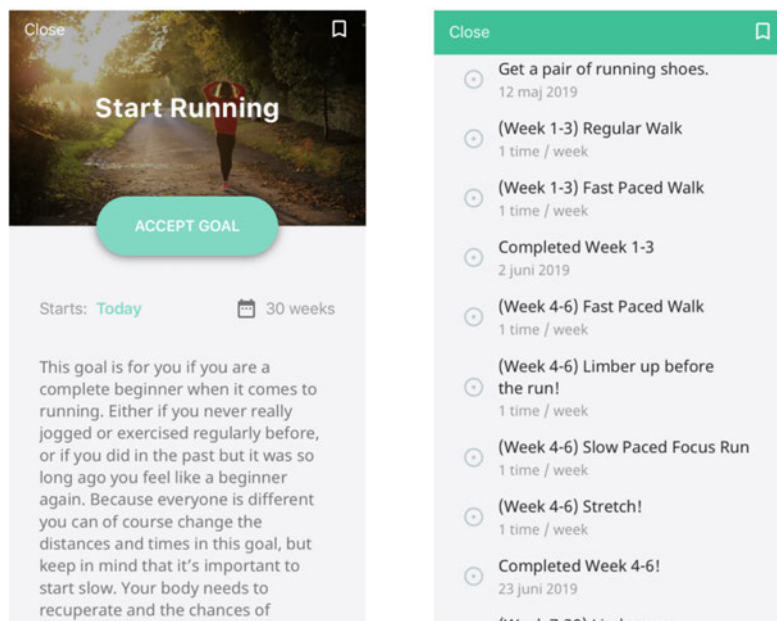 Close
Start Running
ACCEPT GOAL
Starts: Today
30 weeks
This goal is for you if you are a
complete beginner when it comes to
running. Either if you never really
jogged or exercised regularly before,
or if you did in the past but it was so
long ago you feel like a beginner
again. Because everyone is different
you can of course change the
distances and times in this goal, but
keep in mind that it's important to
start slow. Your body needs to
recuperate and the chances of
Close
Get a pair of running shoes.
12 maj 2019
(Week 1-3) Regular Walk
1 time / week
(Week 1-3) Fast Paced Walk
1 time / week
Completed Week 1-3
2 juni 2019
(Week 4-6) Fast Paced Walk
1 time / week
(Week 4-6) Limber up before
the run!
1 time / week
(Week 4-6) Slow Paced Focus Run
1 time / week
(Week 4-6) Stretch!
1 time / week
Completed Week 4-6!
23 juni 2019